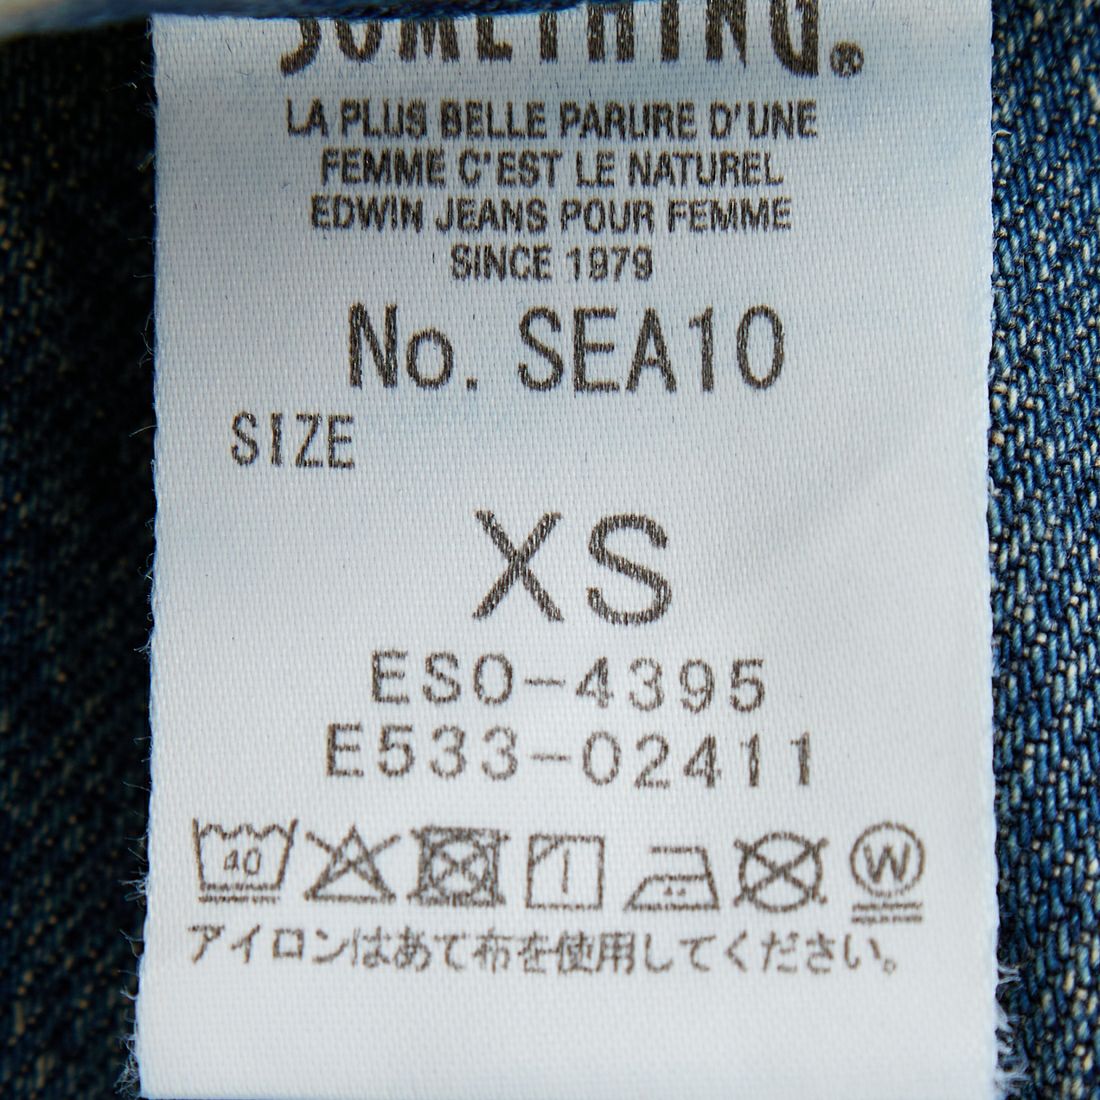 SOMETHING®
LA PLUS BELLE PARURE D'UNE
FEMME C'EST LE NATUREL
EDWIN JEANS POUR FEMME
SINCE 1979
No. SEA10
SIZE
XS
ESO-4395
E533-02411
40 W
アイロンはあて布を使用してください。